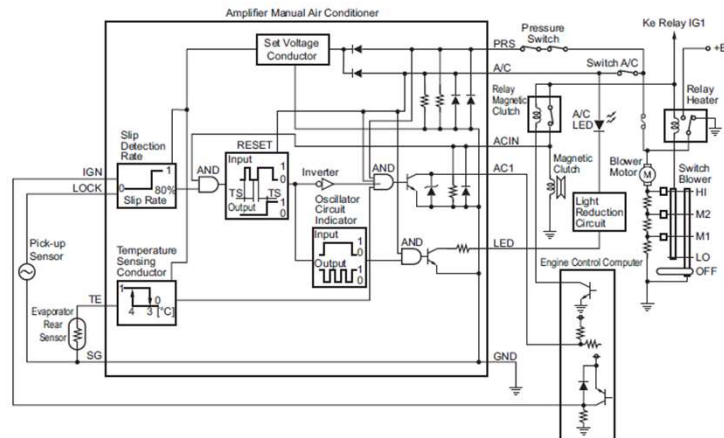 Amplifier Manual Air Conditioner
Ke Relay IG1
Pressure
Switch
+B
Set Voltage
Conductor
PRS
A/C
Switch A/C
Relay
Magnetic
Clutch
A/C
LED
Relay
Heater
Slip
Detection
Rate
RESET
ACIN
IGN
LOCK
1
0
80%
Slip Rate
AND
Input
1
0
TS
TS
Output
1
0
Inverter
AND
AC1
Magnetic
Clutch
Blower
Motor
M
Switch
Blower
HI
M2
M1
LO
OFF
Oscillator
Circuit
Indicator
Input
1
0
Output
1
0
AND
LED
Light
Reduction
Circuit
Pick-up
Sensor
Temperature
Sensing
Conductor
1
0
4 3 [°C]
TE
Evaporator
Rear
Sensor
SG
GND
Engine Control Computer